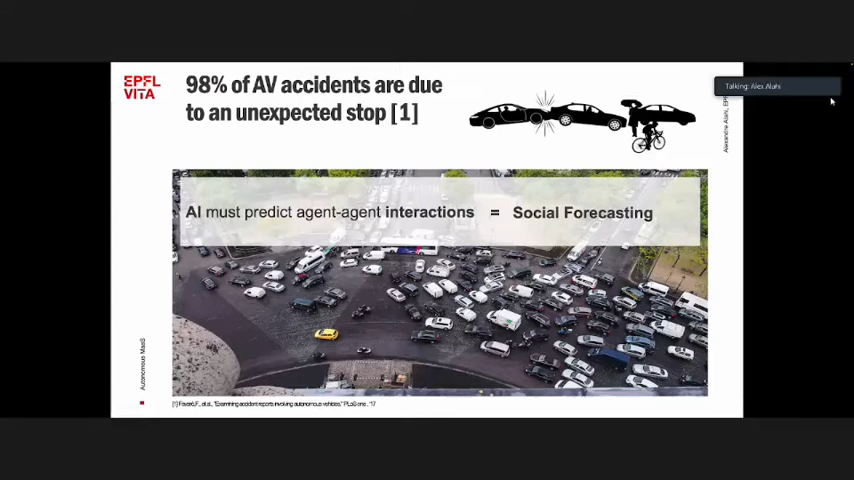 EPFL
VITA
98% of AV accidents are due
to an unexpected stop [1]
Talking: Alex Alahi
Alexandre Alahi, EP
AI must predict agent-agent interactions = Social Forecasting
Autonomous MaaS
[1] Favarò, F., et al., "Examining accident reports involving autonomous vehicles," PLoS one, '17